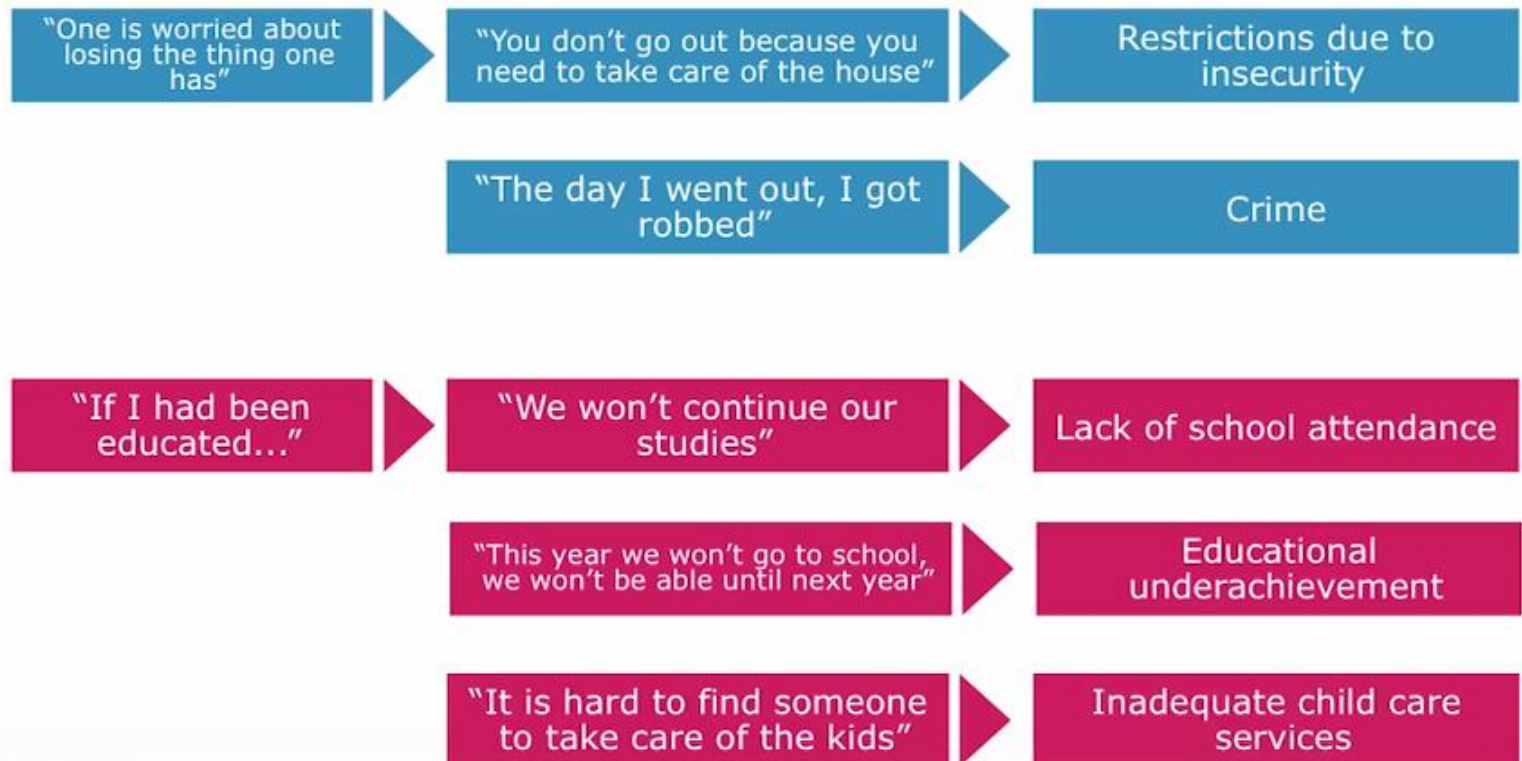 “One is worried about
losing the thing one
has”
“You don’t go out because you
need to take care of the house”
Restrictions due to
insecurity
“The day I went out, I got
robbed”
Crime
“If I had been
educated...”
“We won’t continue our
studies”
Lack of school attendance
“This year we won’t go to school,
we won’t be able until next year”
Educational
underachievement
“It is hard to find someone
to take care of the kids”
Inadequate child care
services